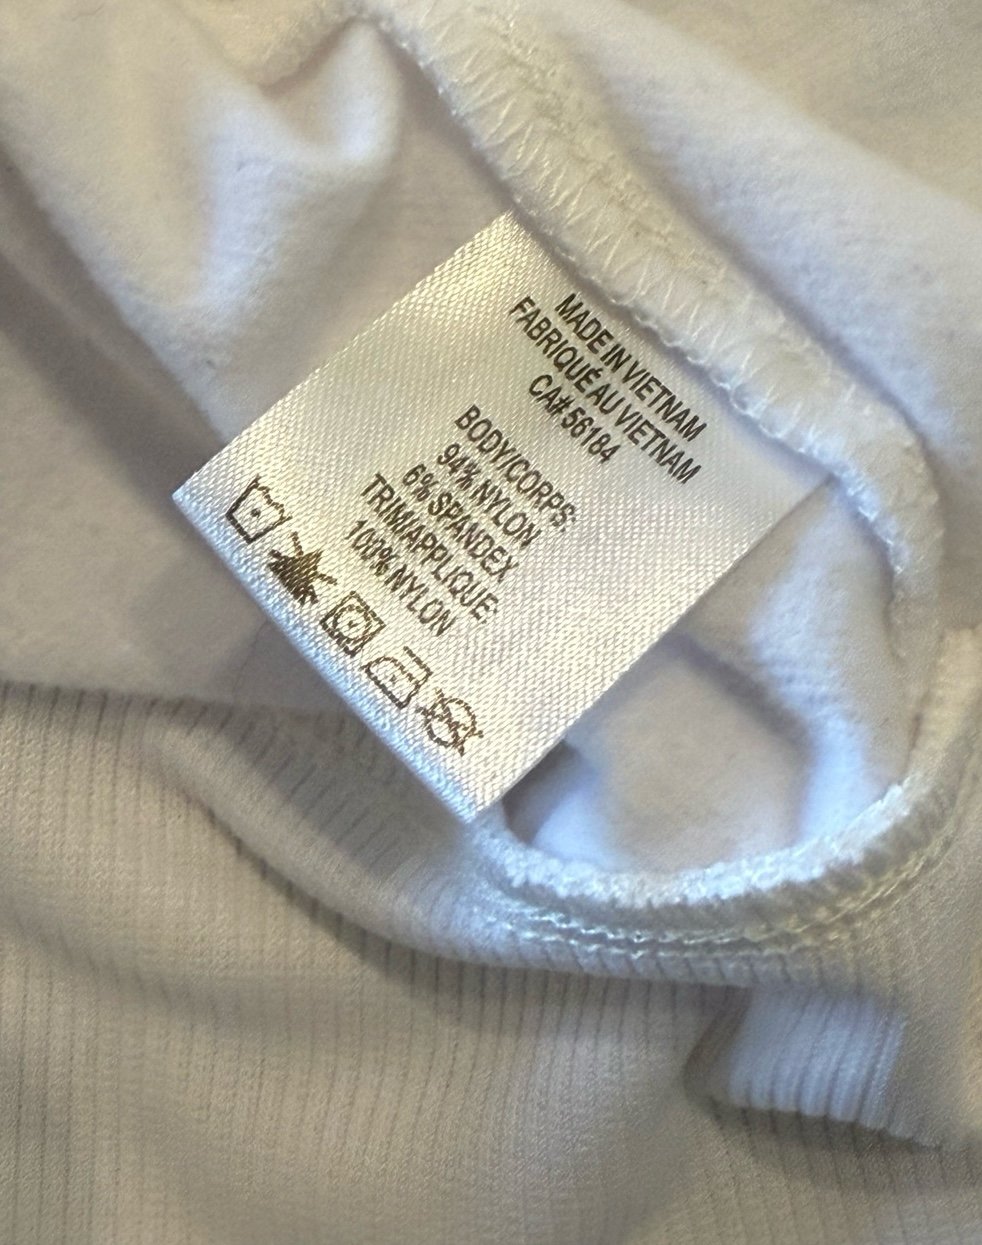 MADE IN VIETNAM
FABRIQUÉ AU VIETNAM
CA# 56184
BODY/CORPS:
94% NYLON
6% SPANDEX
TRIM/APPLIQUE:
100% NYLON